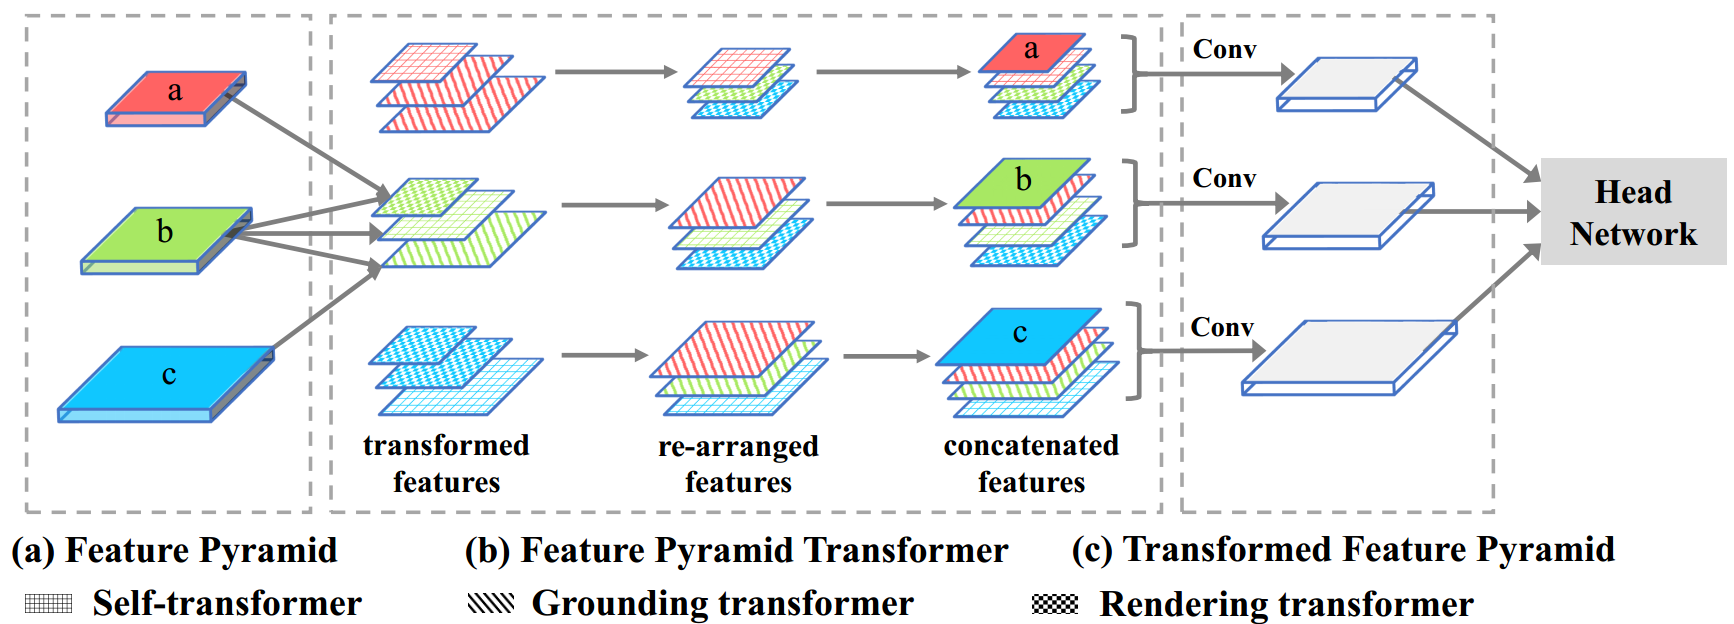 a
b
c
a
b
c
transformed
features
re-arranged
features
concatenated
features
Conv
Conv
Conv
Head
Network
(a) Feature Pyramid
(b) Feature Pyramid Transformer
(c) Transformed Feature Pyramid
Self-transformer
Grounding transformer
Rendering transformer